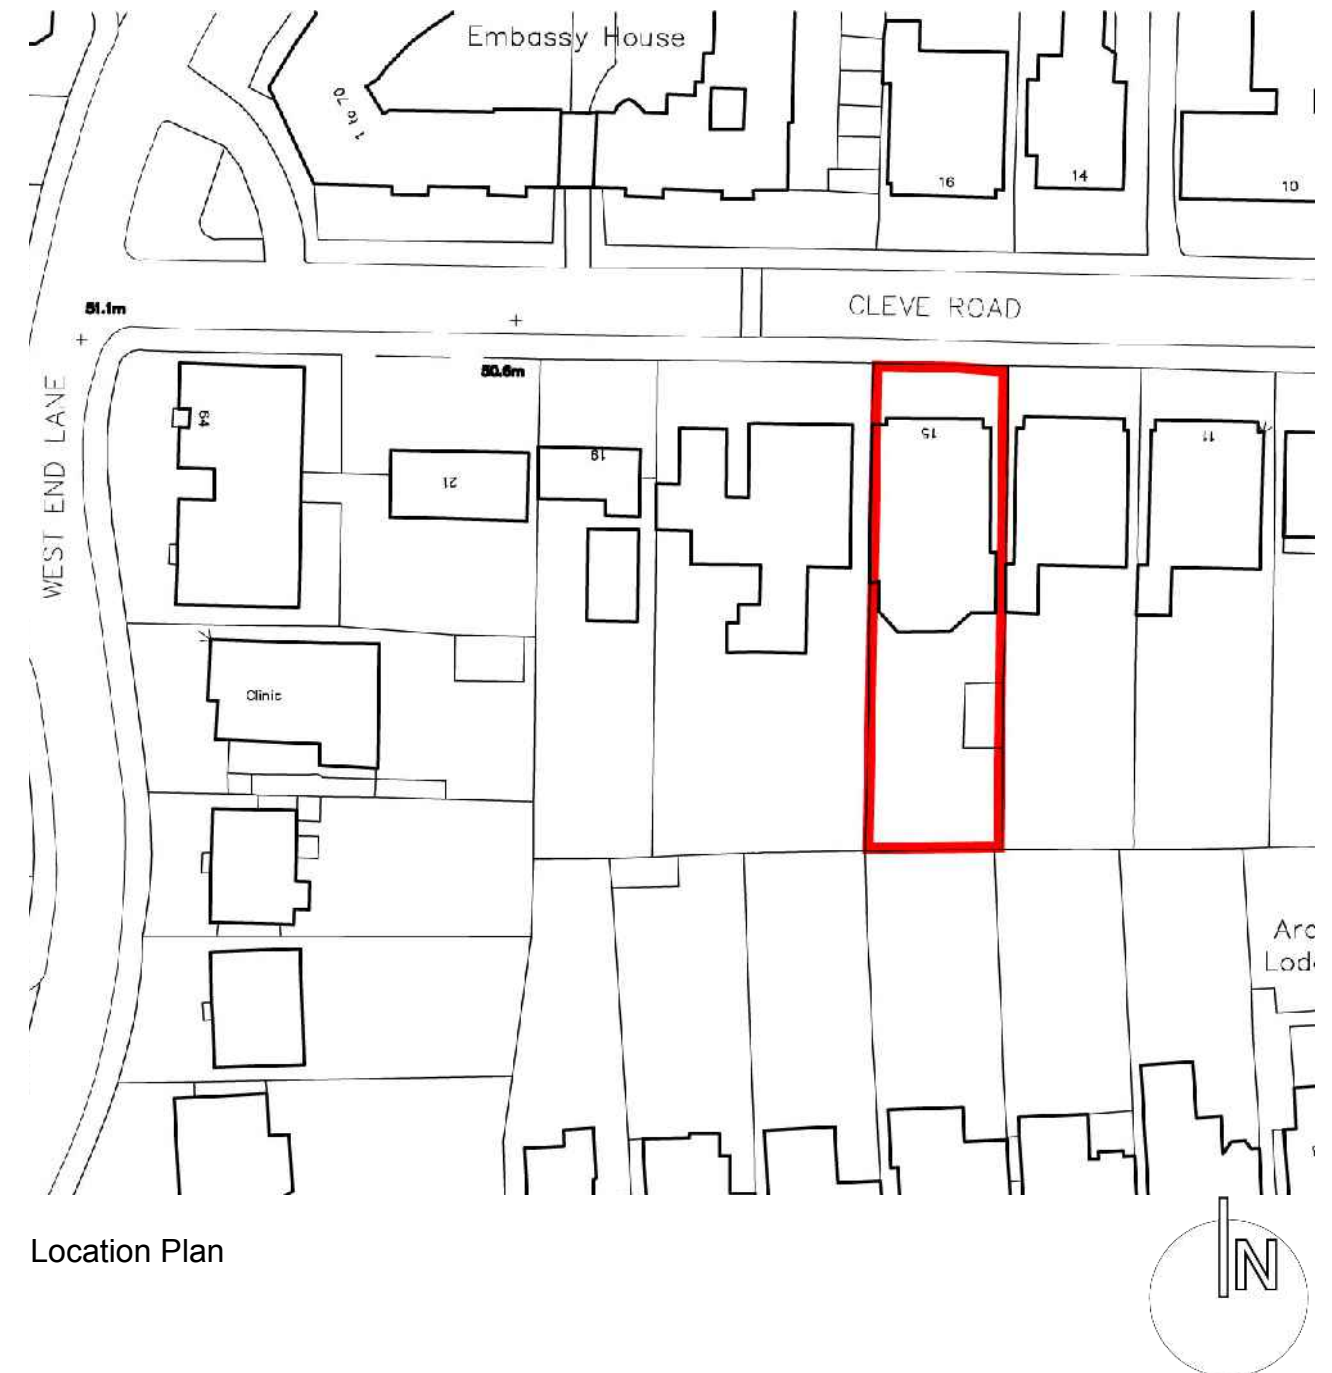 Embassy House
1 to 70
16
14
10
51.1m
CLEVE ROAD
50.6m
WEST END LANE
64
21
19
15
11
Clinic
Location Plan
N